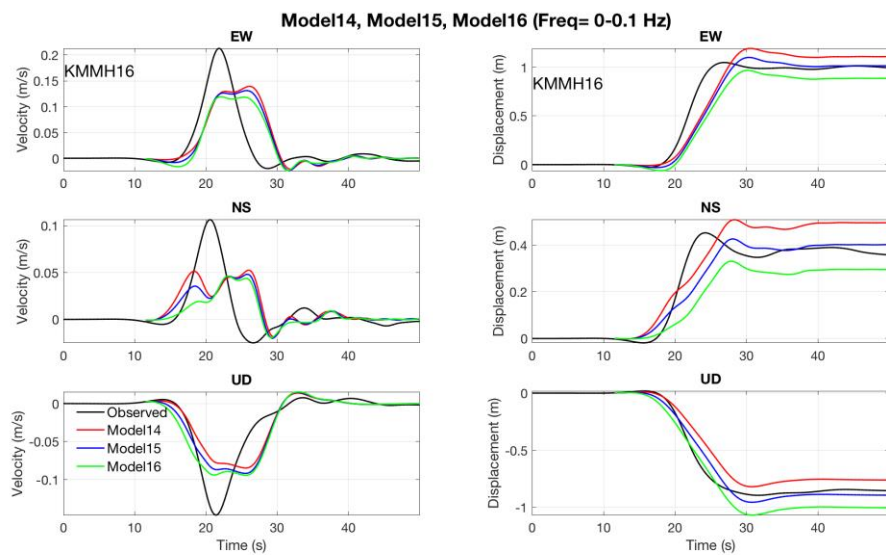 Model14, Model15, Model16 (Freq= 0-0.1 Hz)
EW
KMMH16
Velocity (m/s)
0.2
0.15
0.1
0.05
0
0 10 20 30 40
EW
KMMH16
Displacement (m)
1
0.5
0
0 10 20 30 40
NS
Velocity (m/s)
0.1
0.05
0
0 10 20 30 40
NS
Displacement (m)
0.4
0.2
0
0 10 20 30 40
UD
Velocity (m/s)
0
-0.05
-0.1
Observed
Model14
Model15
Model16
0 10 20 30 40
Time (s)
UD
Displacement (m)
0
-0.5
-1
0 10 20 30 40
Time (s)